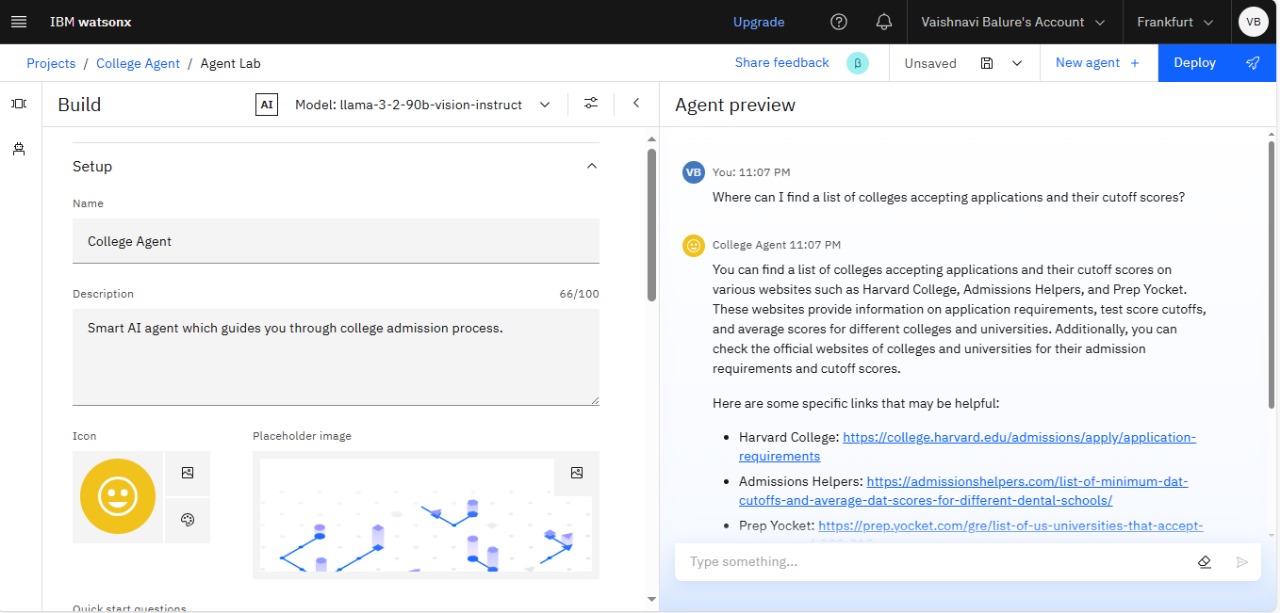 IBM watsonx
Upgrade
Vaishnavi Balure's Account
Frankfurt
VB
Projects / College Agent / Agent Lab
Share feedback
β
Unsaved
New agent +
Deploy
Build
AI
Model: llama-3-2-90b-vision-instruct
Agent preview
Setup
Name
College Agent
Description
66/100
Smart AI agent which guides you through college admission process.
Icon
Placeholder image
Quick start questions
VB
You: 11:07 PM
Where can I find a list of colleges accepting applications and their cutoff scores?
College Agent 11:07 PM
You can find a list of colleges accepting applications and their cutoff scores on
various websites such as Harvard College, Admissions Helpers, and Prep Yocket.
These websites provide information on application requirements, test score cutoffs,
and average scores for different colleges and universities. Additionally, you can
check the official websites of colleges and universities for their admission
requirements and cutoff scores.
Here are some specific links that may be helpful:
• Harvard College: https://college.harvard.edu/admissions/apply/application-
requirements
• Admissions Helpers: https://admissionshelpers.com/list-of-minimum-dat-
cutoffs-and-average-dat-scores-for-different-dental-schools/
• Prep Yocket: https://prep.yocket.com/gre/list-of-us-universities-that-accept-
Type something...